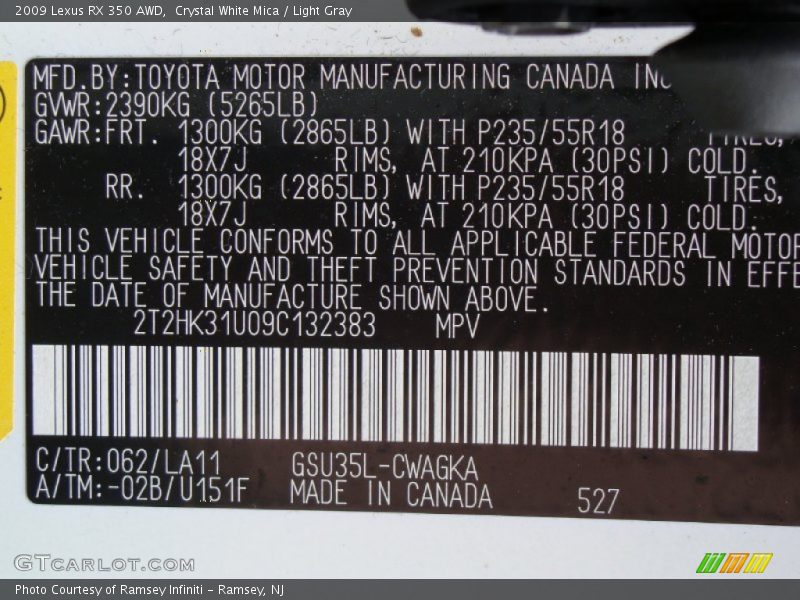 2009 Lexus RX 350 AWD,  Crystal White Mica / Light Gray
MFD.BY:TOYOTA MOTOR MANUFACTURING CANADA INC
GVWR:2390KG (5265LB)
GAWR:FRT. 1300KG (2865LB) WITH P235/55R18 TIRES,
18X7J RIMS, AT 210KPA (30PSI) COLD.
RR. 1300KG (2865LB) WITH P235/55R18 TIRES,
18X7J RIMS, AT 210KPA (30PSI) COLD.
THIS VEHICLE CONFORMS TO ALL APPLICABLE FEDERAL MOTOR
VEHICLE SAFETY AND THEFT PREVENTION STANDARDS IN EFFE
THE DATE OF MANUFACTURE SHOWN ABOVE.
2T2HK31U09C132383 MPV
C/TR:062/LA11 GSU35L-CWAGKA
A/TM:-02B/U151F MADE IN CANADA 527
GTCARLOT.COM
Photo Courtesy of Ramsey Infiniti - Ramsey, NJ